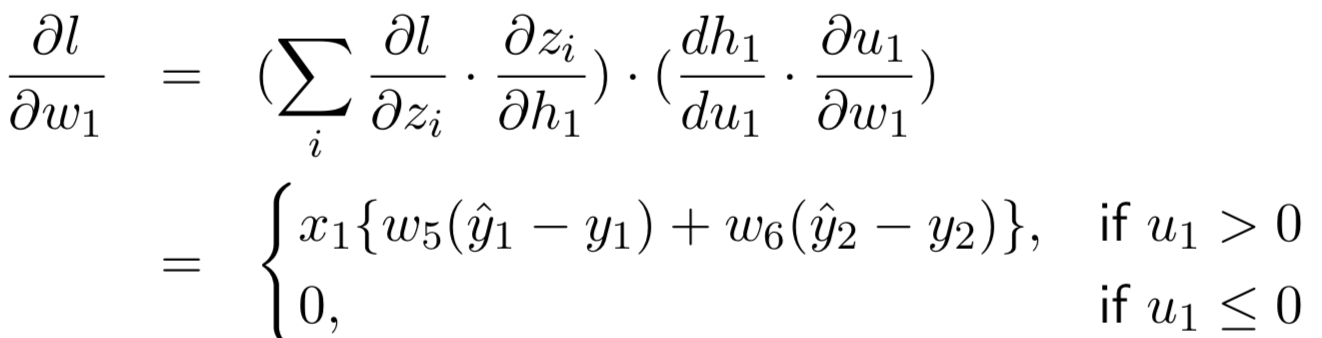 ∂l/∂w₁ = (∑ᵢ ∂l/∂zᵢ · ∂zᵢ/∂h₁) · (dh₁/du₁ · ∂u₁/∂w₁)
= { x₁{w₅(ŷ₁ − y₁) + w₆(ŷ₂ − y₂)}, if u₁ > 0
0, if u₁ ≤ 0